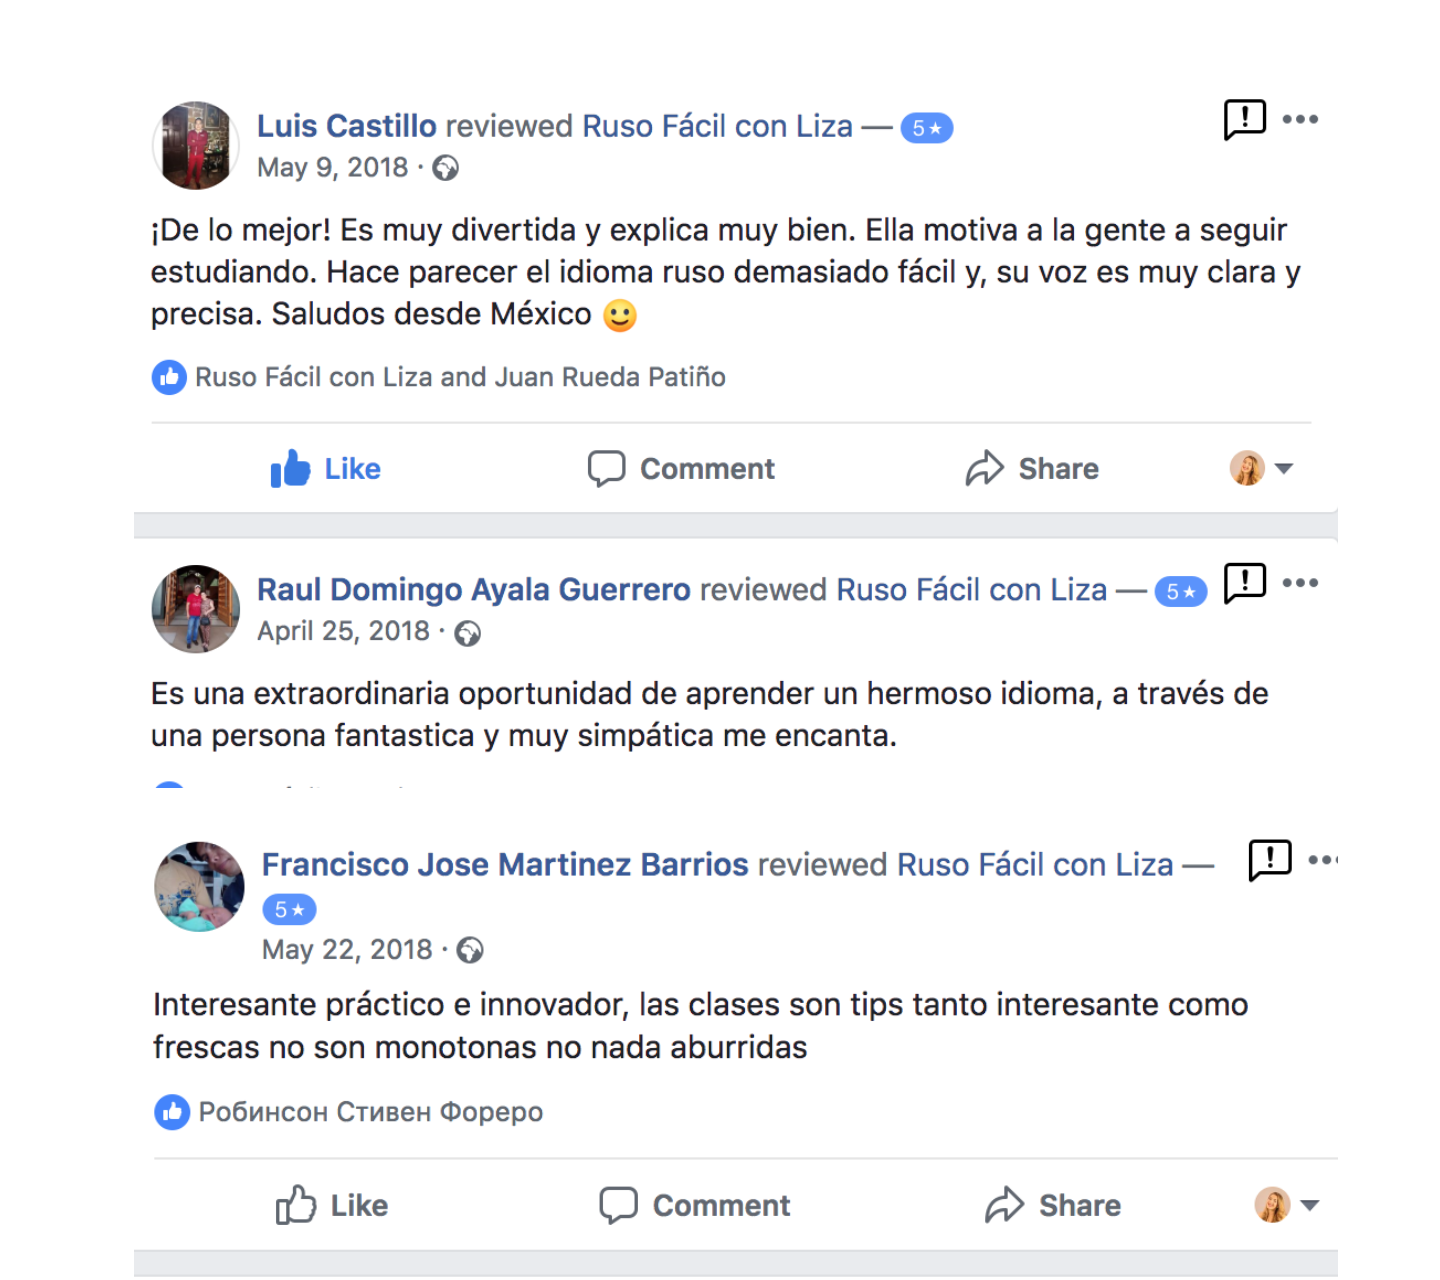 Luis Castillo reviewed Ruso Fácil con Liza — 5★
May 9, 2018 ·
¡De lo mejor! Es muy divertida y explica muy bien. Ella motiva a la gente a seguir
estudiando. Hace parecer el idioma ruso demasiado fácil y, su voz es muy clara y
precisa. Saludos desde México 🙂
Ruso Fácil con Liza and Juan Rueda Patiño
Like Comment Share
Raul Domingo Ayala Guerrero reviewed Ruso Fácil con Liza — 5★
April 25, 2018 ·
Es una extraordinaria oportunidad de aprender un hermoso idioma, a través de
una persona fantastica y muy simpática me encanta.
Francisco Jose Martinez Barrios reviewed Ruso Fácil con Liza —
5★
May 22, 2018 ·
Interesante práctico e innovador, las clases son tips tanto interesante como
frescas no son monotonas no nada aburridas
Робинсон Стивен Фореро
Like Comment Share